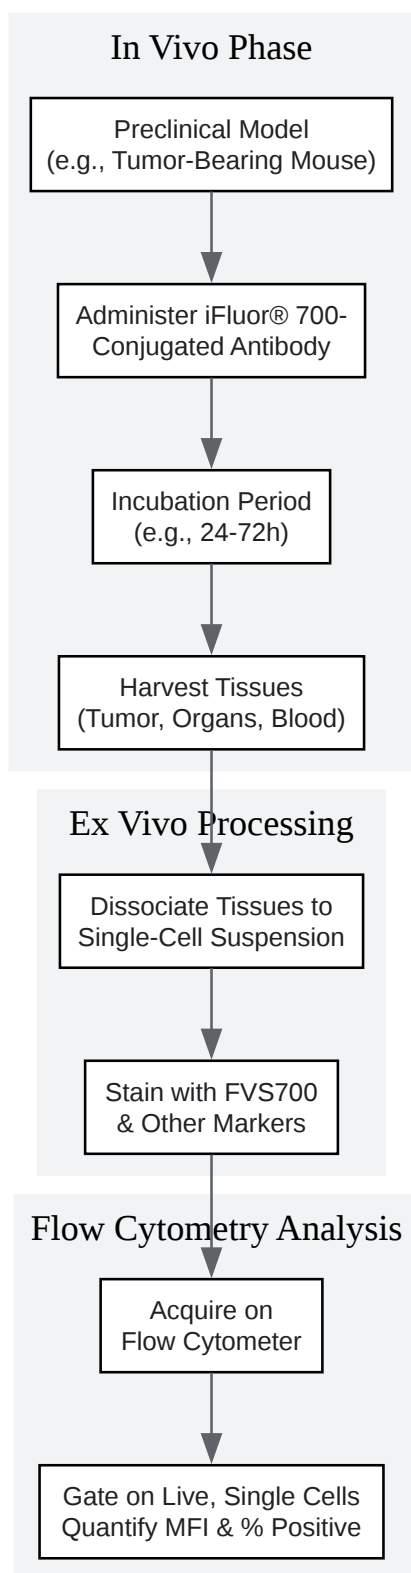 In Vivo Phase
Preclinical Model
(e.g., Tumor-Bearing Mouse)
Administer iFluor® 700-
Conjugated Antibody
Incubation Period
(e.g., 24-72h)
Harvest Tissues
(Tumor, Organs, Blood)
Ex Vivo Processing
Dissociate Tissues to
Single-Cell Suspension
Stain with FVS700
& Other Markers
Flow Cytometry Analysis
Acquire on
Flow Cytometer
Gate on Live, Single Cells
Quantify MFI & % Positive